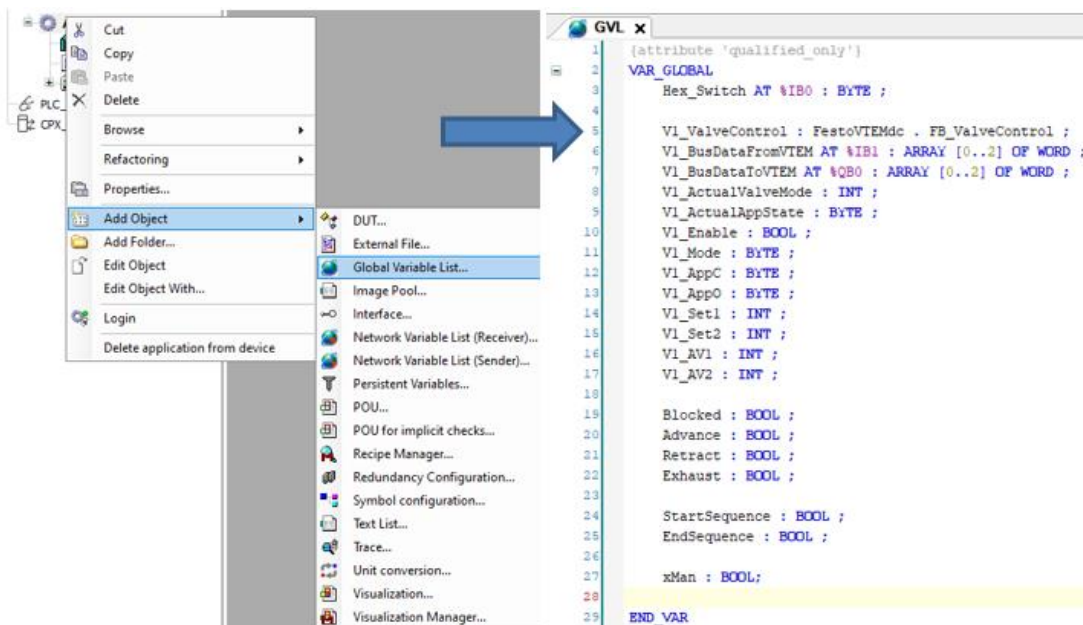 Cut
Copy
Paste
Delete
Browse
Refactoring
Properties...
Add Object
Add Folder...
Edit Object
Edit Object With...
Login
Delete application from device
PLC_
CPX_
DUT...
External File...
Global Variable List...
Image Pool...
Interface...
Network Variable List (Receiver)...
Network Variable List (Sender)...
Persistent Variables...
POU...
POU for implicit checks...
Recipe Manager...
Redundancy Configuration...
Symbol configuration...
Text List...
Trace...
Unit conversion...
Visualization...
Visualization Manager...
GVL x
1 {attribute 'qualified_only'}
2 VAR_GLOBAL
3 Hex_Switch AT %IB0 : BYTE ;
4
5 V1_ValveControl : FestoVTEMdc . FB_ValveControl ;
6 V1_BusDataFromVTEM AT %IB1 : ARRAY [0..2] OF WORD ;
7 V1_BusDataToVTEM AT %QB0 : ARRAY [0..2] OF WORD ;
8 V1_ActualValveMode : INT ;
9 V1_ActualAppState : BYTE ;
10 V1_Enable : BOOL ;
11 V1_Mode : BYTE ;
12 V1_AppC : BYTE ;
13 V1_AppO : BYTE ;
14 V1_Set1 : INT ;
15 V1_Set2 : INT ;
16 V1_AV1 : INT ;
17 V1_AV2 : INT ;
18
19 Blocked : BOOL ;
20 Advance : BOOL ;
21 Retract : BOOL ;
22 Exhaust : BOOL ;
23
24 StartSequence : BOOL ;
25 EndSequence : BOOL ;
26
27 xMan : BOOL;
28
29 END_VAR